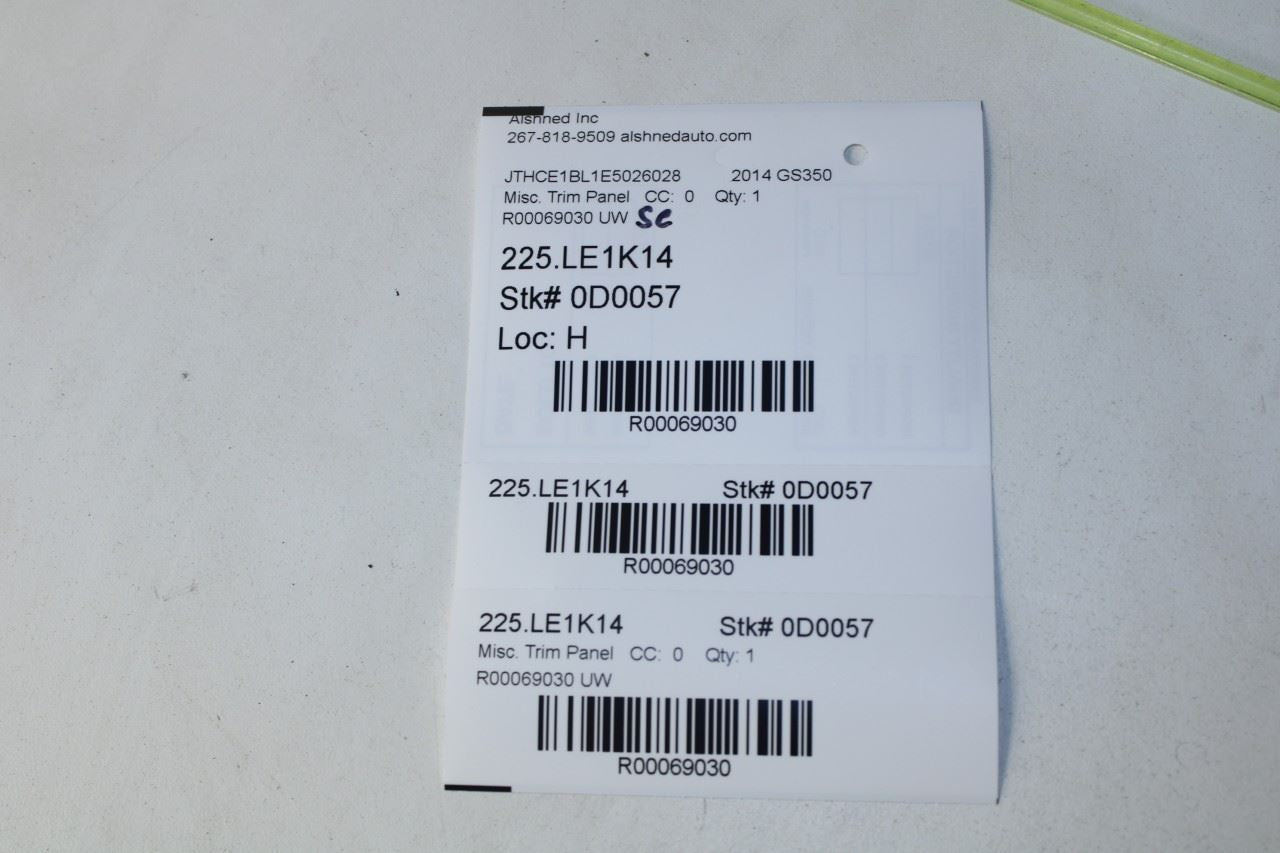 Alshned Inc
267-818-9509 alshnedauto.com
JTHCE1BL1E5026028 2014 GS350
Misc. Trim Panel CC: 0 Qty: 1
R00069030 UW SC
225.LE1K14
Stk# 0D0057
Loc: H
R00069030
225.LE1K14 Stk# 0D0057
R00069030
225.LE1K14 Stk# 0D0057
Misc. Trim Panel CC: 0 Qty: 1
R00069030 UW
R00069030